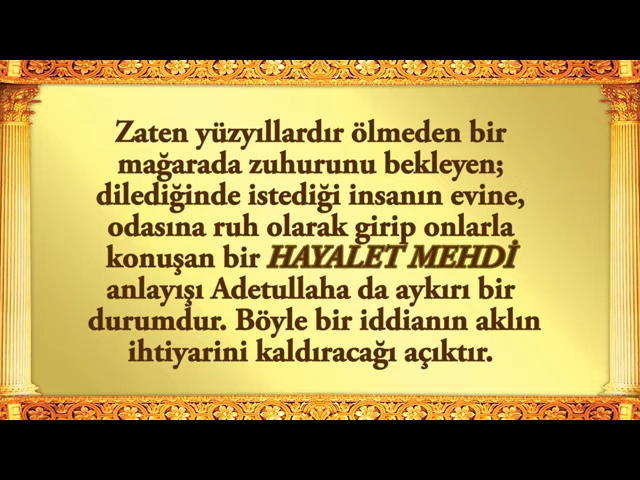 Zaten yüzyıllardır ölmeden bir
mağarada zuhurunu bekleyen;
dilediğinde istediği insanın evine,
odasına ruh olarak girip onlarla
konuşan bir HAYALET MEHDİ
anlayışı Adetullaha da aykırı bir
durumdur. Böyle bir iddianın aklın
ihtiyarini kaldıracağı açıktır.